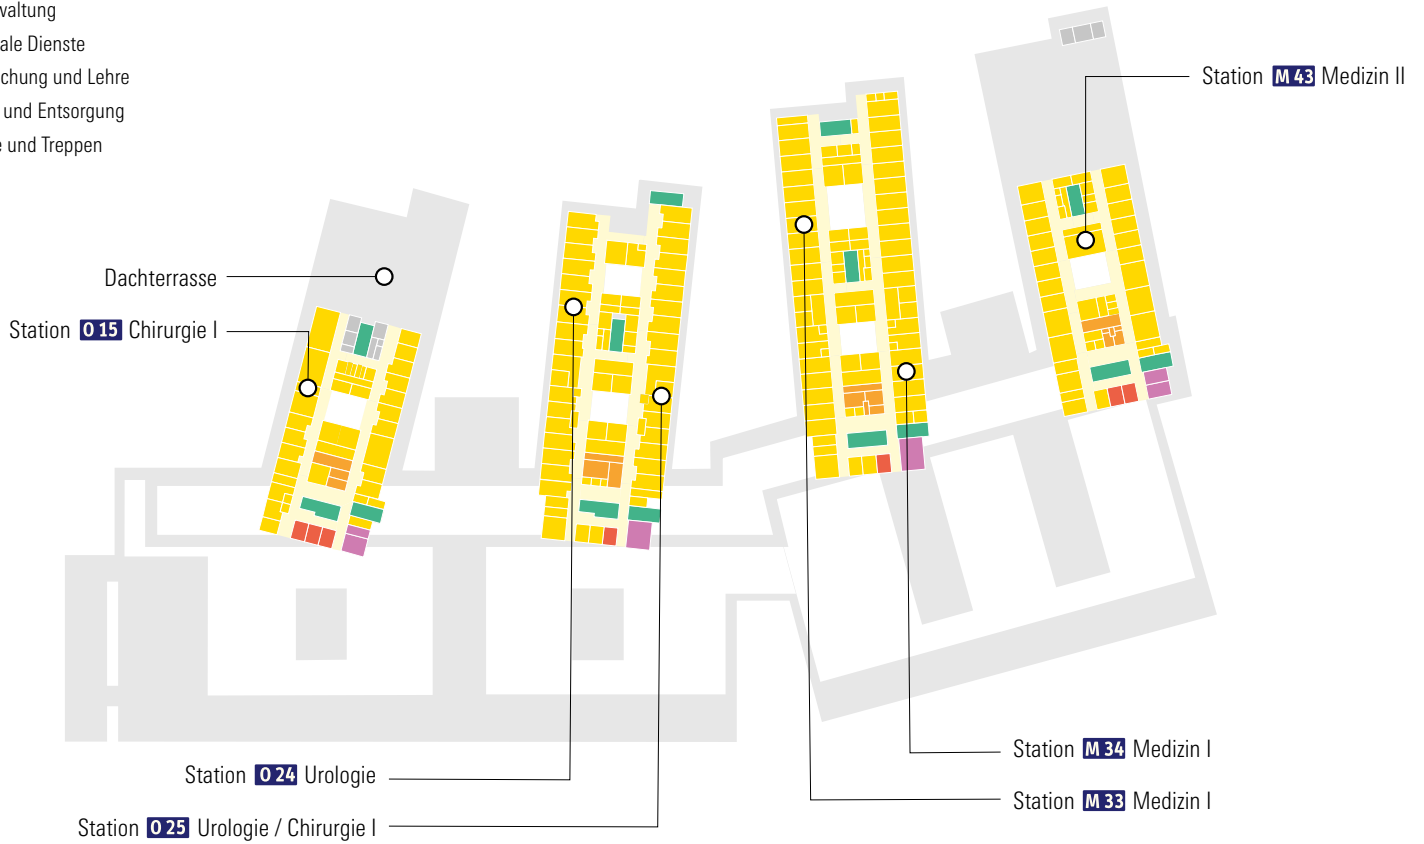 waltung
ale Dienste
chung und Lehre
und Entsorgung
e und Treppen
Station M 43 Medizin II
Dachterrasse
Station O 15 Chirurgie I
Station O 24 Urologie
Station O 25 Urologie / Chirurgie I
Station M 34 Medizin I
Station M 33 Medizin I